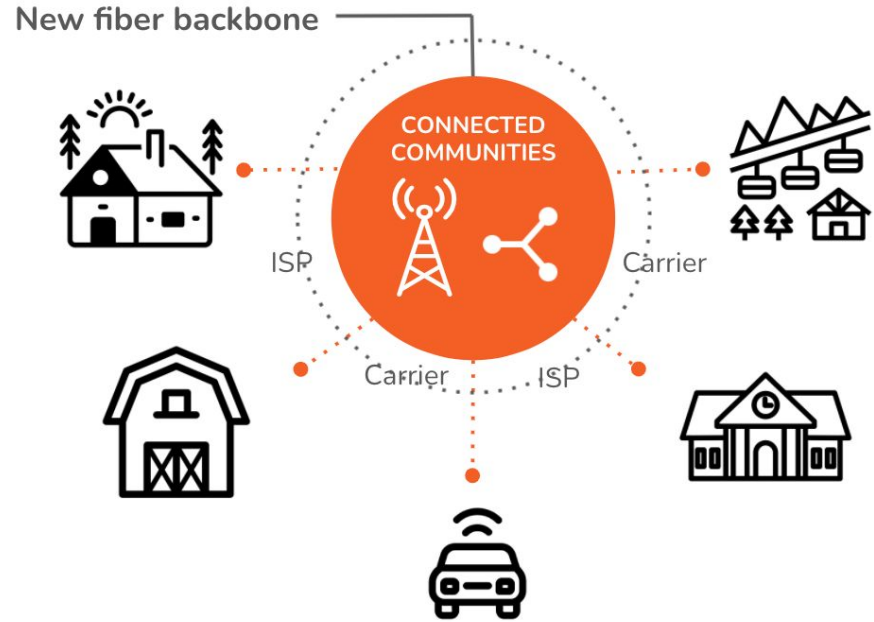 New fiber backbone
CONNECTED
COMMUNITIES
ISP
Carrier
Carrier
ISP